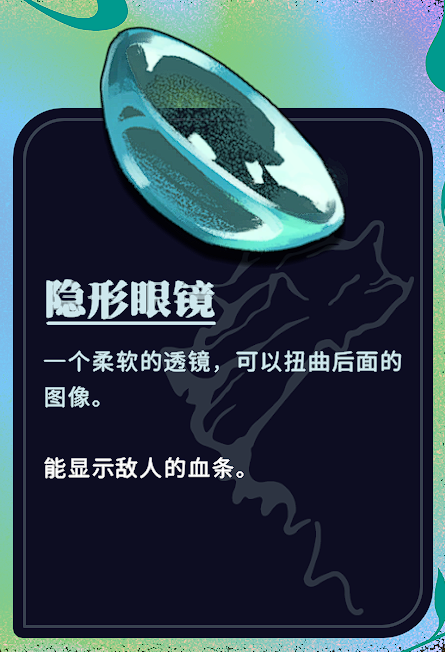 隐形眼镜
一个柔软的透镜，可以扭曲后面的
图像。
能显示敌人的血条。